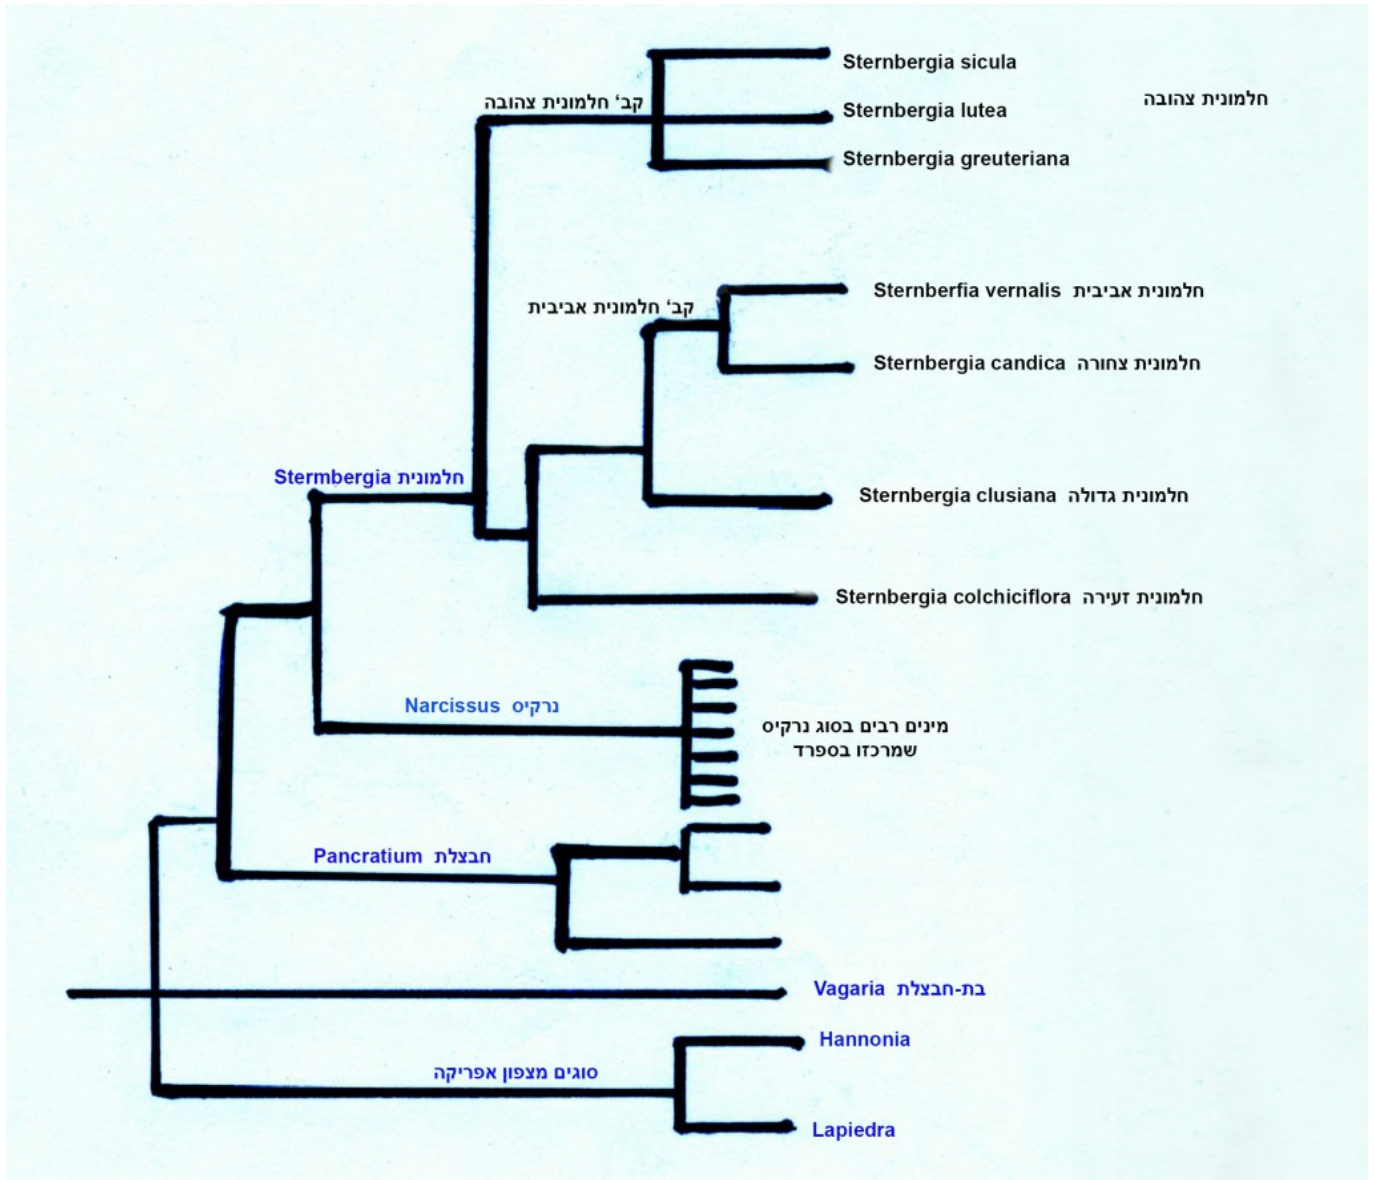 Sternbergia sicula
חלמונית צהובה
קב' חלמונית צהובה
Sternbergia lutea
Sternbergia greuteriana
Sternberfia vernalis חלמונית אביבית
קב' חלמונית אביבית
Sternbergia candica חלמונית צחורה
Stermbergia חלמונית
Sternbergia clusiana חלמונית גדולה
Sternbergia colchiciflora חלמונית זעירה
Narcissus נרקיס
מינים רבים בסוג נרקיס
שמרכזו בספרד
Pancratium חבצלת
Vagaria בת-חבצלת
Hannonia
סוגים מצפון אפריקה
Lapiedra